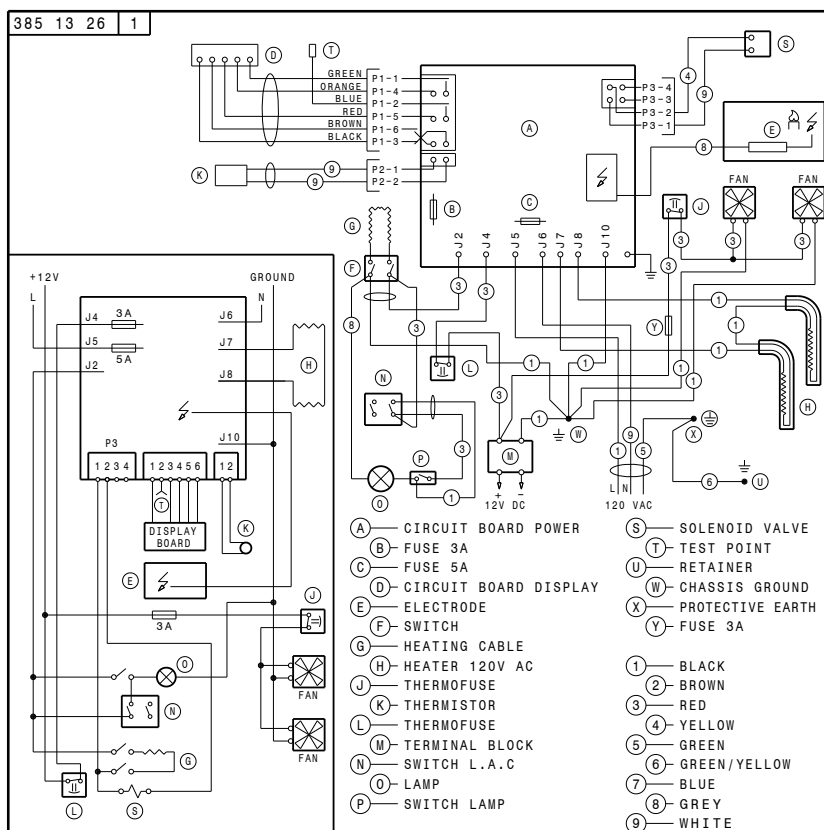 385 13 26 1
D
T
GREEN P1-1
ORANGE P1-4
BLUE P1-2
RED P1-5
BROWN P1-6
BLACK P1-3
K
9
9
P2-1
P2-2
A
B
C
J2
J4
J5
J6
J7
J8
J10
P3-4
P3-3
P3-2
P3-1
4
9
S
E
8
J
FAN
FAN
3
3
3
3
3
G
F
8
3
L
1
1
N
3
1
P
O
3
1
M
+ -
12V DC
W
1
9
5
L N
120 VAC
X
6
U
Y
1
1
1
1
1
H
+12V
GROUND
L
N
J4
3A
J5
5A
J2
J6
J7
J8
J10
H
P3
1 2 3 4
1 2 3 4 5 6
1 2
T
DISPLAY
BOARD
K
E
3A
J
O
N
FAN
FAN
G
L
S
A CIRCUIT BOARD POWER
B FUSE 3A
C FUSE 5A
D CIRCUIT BOARD DISPLAY
E ELECTRODE
F SWITCH
G HEATING CABLE
H HEATER 120V AC
J THERMOFUSE
K THERMISTOR
L THERMOFUSE
M TERMINAL BLOCK
N SWITCH L.A.C
O LAMP
P SWITCH LAMP
S SOLENOID VALVE
T TEST POINT
U RETAINER
W CHASSIS GROUND
X PROTECTIVE EARTH
Y FUSE 3A
1 BLACK
2 BROWN
3 RED
4 YELLOW
5 GREEN
6 GREEN/YELLOW
7 BLUE
8 GREY
9 WHITE